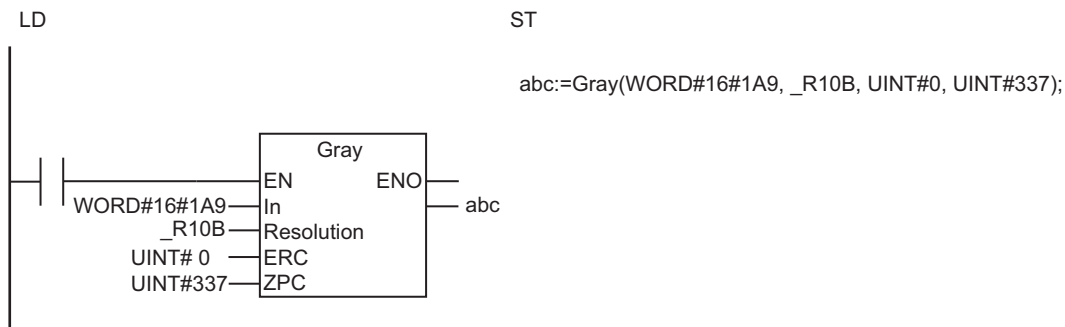 LD
ST
abc:=Gray(WORD#16#1A9, _R10B, UINT#0, UINT#337);
Gray
EN ENO
WORD#16#1A9 In abc
_R10B Resolution
UINT# 0 ERC
UINT#337 ZPC